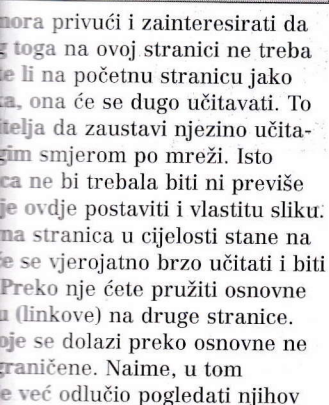 mora privući i zainteresirati da
g toga na ovoj stranici ne treba
te li na početnu stranicu jako
ka, ona će se dugo učitavati. To
itelja da zaustavi njezino učita-
gim smjerom po mreži. Isto
ca ne bi trebala biti ni previše
je ovdje postaviti i vlastitu sliku.
na stranica u cijelosti stane na
će se vjerojatno brzo učitati i biti
Preko nje ćete pružiti osnovne
u (linkove) na druge stranice.
oje se dolazi preko osnovne ne
graničene. Naime, u tom
e već odlučio pogledati njihov